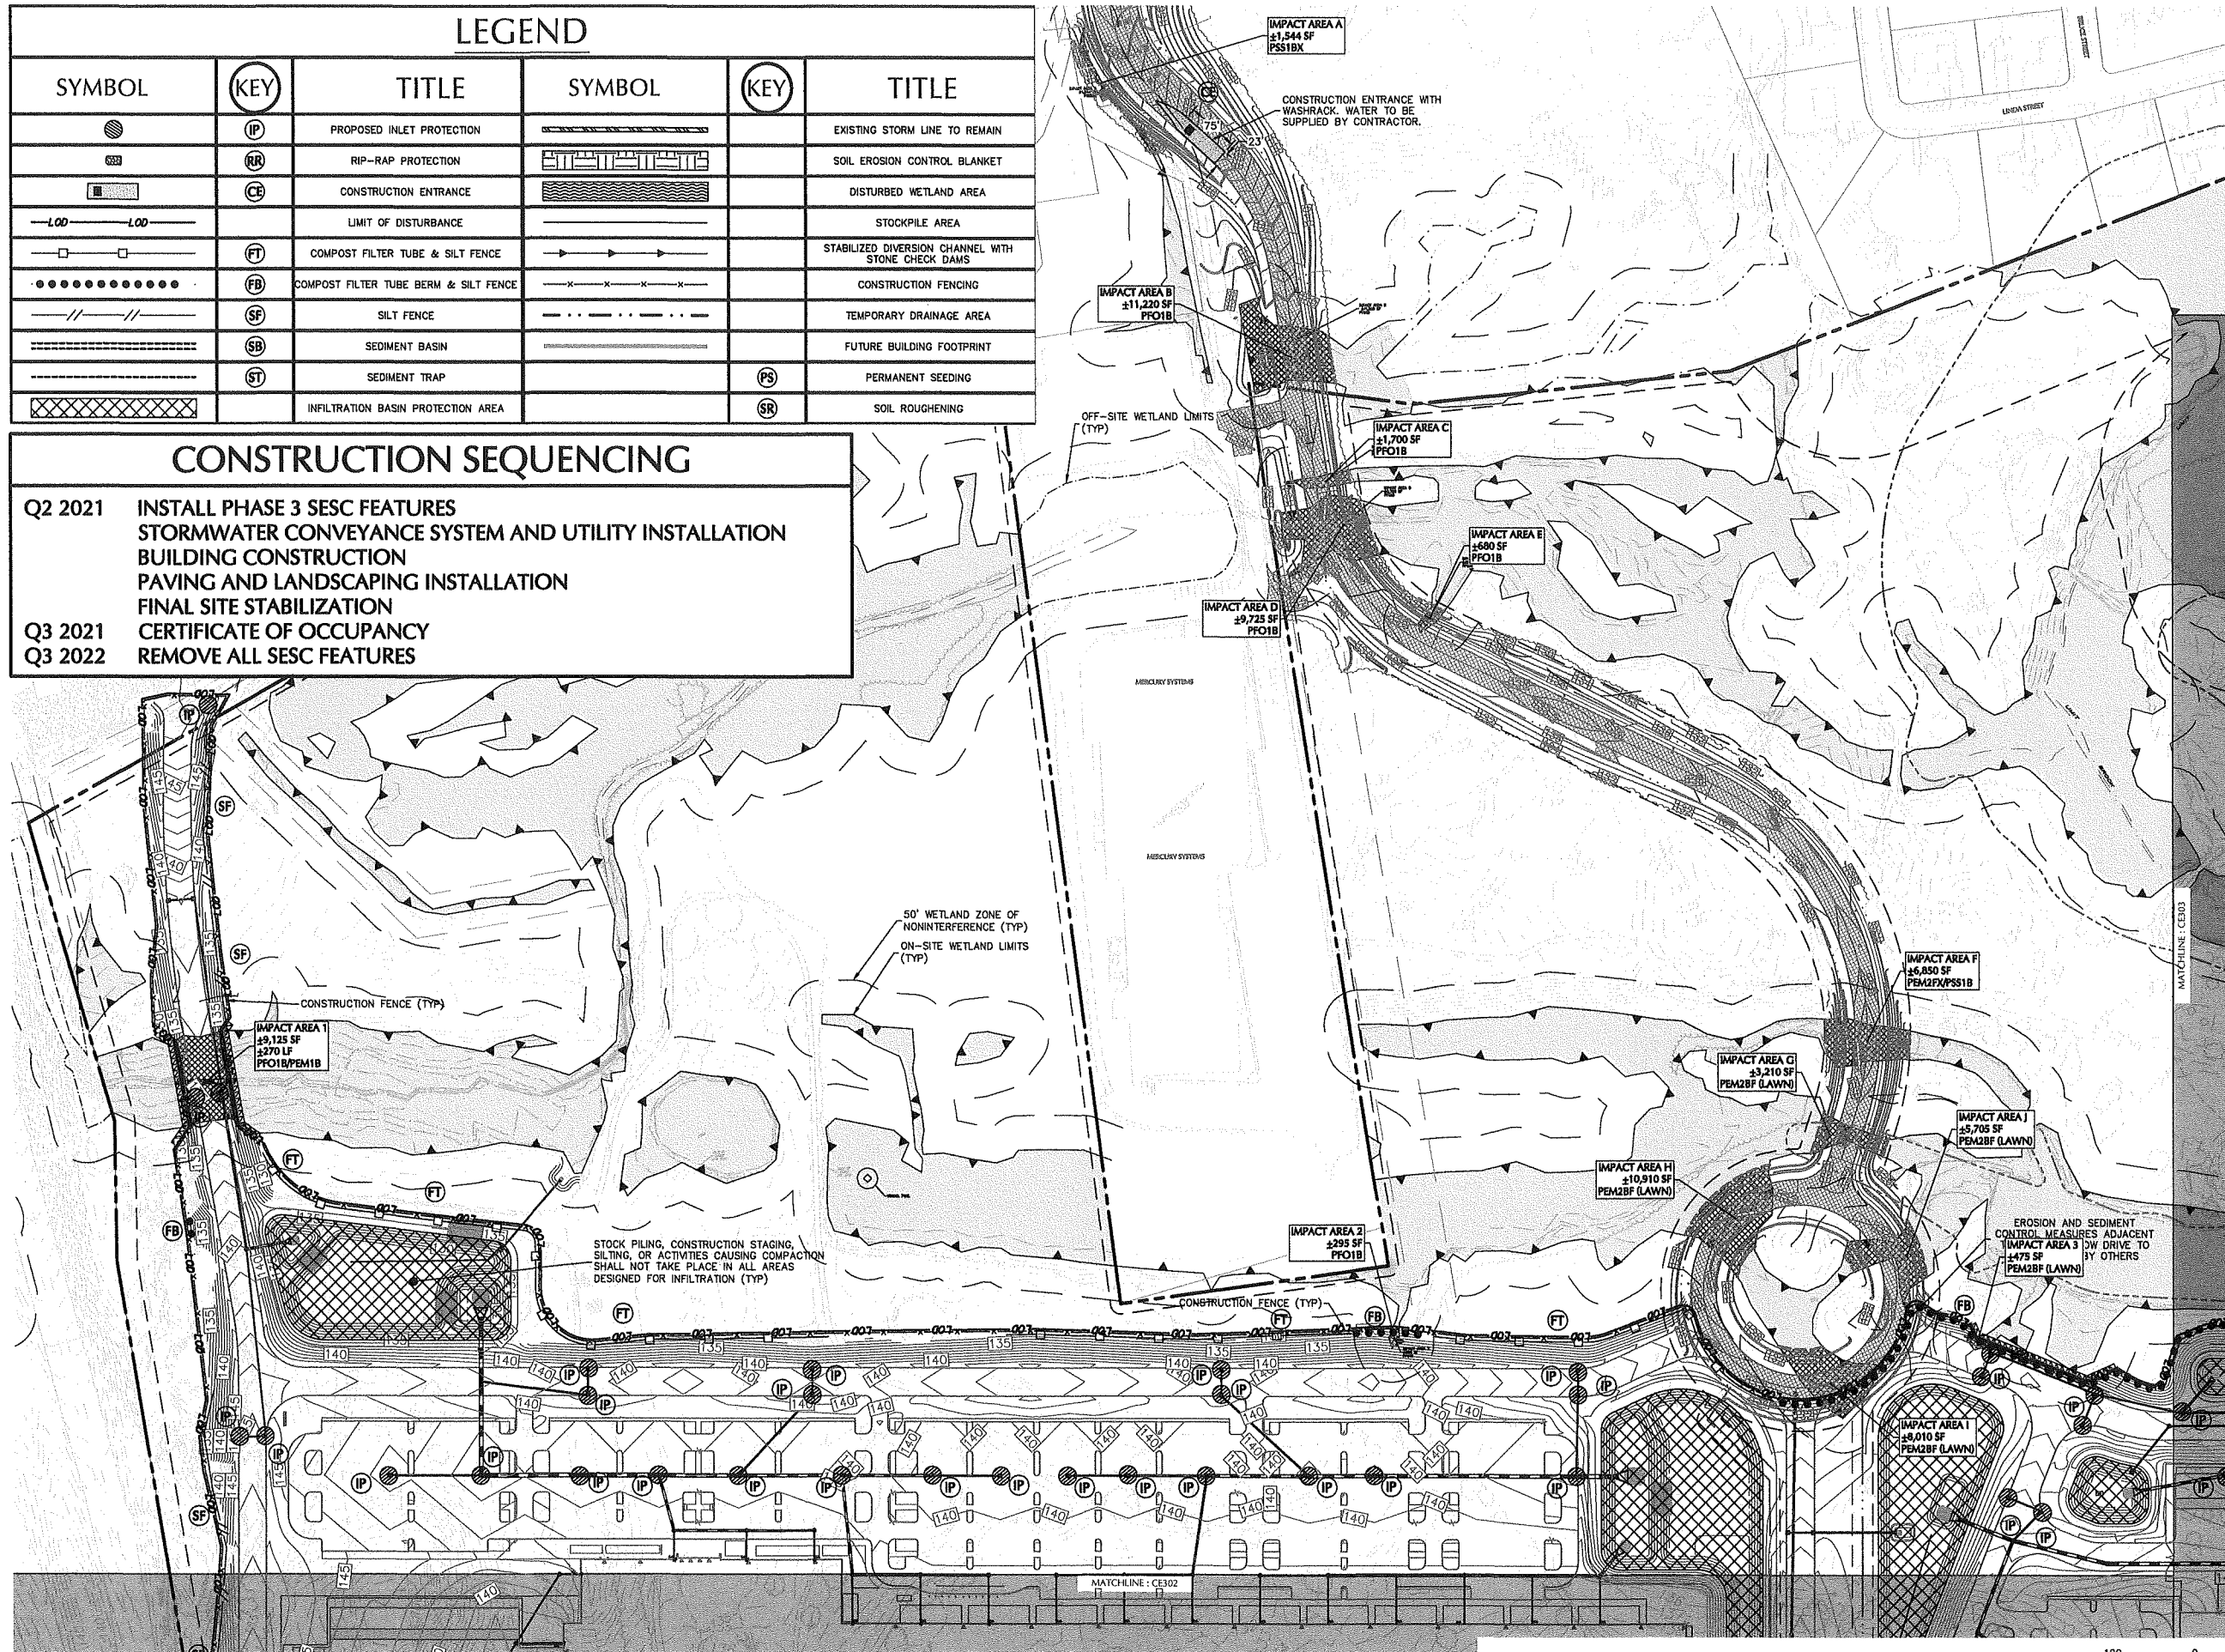 LEGEND
SYMBOL KEY TITLE SYMBOL KEY TITLE
IP PROPOSED INLET PROTECTION EXISTING STORM LINE TO REMAIN
RR RIP-RAP PROTECTION SOIL EROSION CONTROL BLANKET
CE CONSTRUCTION ENTRANCE DISTURBED WETLAND AREA
LOD LOD LIMIT OF DISTURBANCE STOCKPILE AREA
FT COMPOST FILTER TUBE & SILT FENCE STABILIZED DIVERSION CHANNEL WITH
STONE CHECK DAMS
FB COMPOST FILTER TUBE BERM & SILT FENCE CONSTRUCTION FENCING
SF SILT FENCE TEMPORARY DRAINAGE AREA
SB SEDIMENT BASIN FUTURE BUILDING FOOTPRINT
ST SEDIMENT TRAP PS PERMANENT SEEDING
INFILTRATION BASIN PROTECTION AREA SR SOIL ROUGHENING
CONSTRUCTION SEQUENCING
Q2 2021 INSTALL PHASE 3 SESC FEATURES
STORMWATER CONVEYANCE SYSTEM AND UTILITY INSTALLATION
BUILDING CONSTRUCTION
PAVING AND LANDSCAPING INSTALLATION
FINAL SITE STABILIZATION
Q3 2021 CERTIFICATE OF OCCUPANCY
Q3 2022 REMOVE ALL SESC FEATURES
IMPACT AREA A
±1,544 SF
PSS1BX
CE
CONSTRUCTION ENTRANCE WITH
WASHRACK. WATER TO BE
SUPPLIED BY CONTRACTOR.
75'
23'
LINDA STREET
IMPACT AREA B
±11,220 SF
PFO1B
OFF-SITE WETLAND LIMITS
(TYP)
IMPACT AREA C
±1,700 SF
PFO1B
IMPACT AREA E
±680 SF
PFO1B
IMPACT AREA D
±9,725 SF
PFO1B
MERCURY SYSTEMS
MERCURY SYSTEMS
50' WETLAND ZONE OF
NONINTERFERENCE (TYP)
ON-SITE WETLAND LIMITS
(TYP)
MATCHLINE : CE303
IMPACT AREA F
±6,850 SF
PEM2FX/PSS1B
CONSTRUCTION FENCE (TYP)
IMPACT AREA 1
±9,125 SF
±270 LF
PFO1B/PEM1B
IMPACT AREA G
±3,210 SF
PEM2BF (LAWN)
IMPACT AREA J
±5,705 SF
PEM2BF (LAWN)
IMPACT AREA H
±10,910 SF
PEM2BF (LAWN)
IMPACT AREA 2
±295 SF
PFO1B
EROSION AND SEDIMENT
CONTROL MEASURES ADJACENT
OW DRIVE TO
BY OTHERS
IMPACT AREA 3
±475 SF
PEM2BF (LAWN)
STOCK PILING, CONSTRUCTION STAGING,
SILTING, OR ACTIVITIES CAUSING COMPACTION
SHALL NOT TAKE PLACE IN ALL AREAS
DESIGNED FOR INFILTRATION (TYP)
CONSTRUCTION FENCE (TYP)
IMPACT AREA I
±8,010 SF
PEM2BF (LAWN)
MATCHLINE : CE302